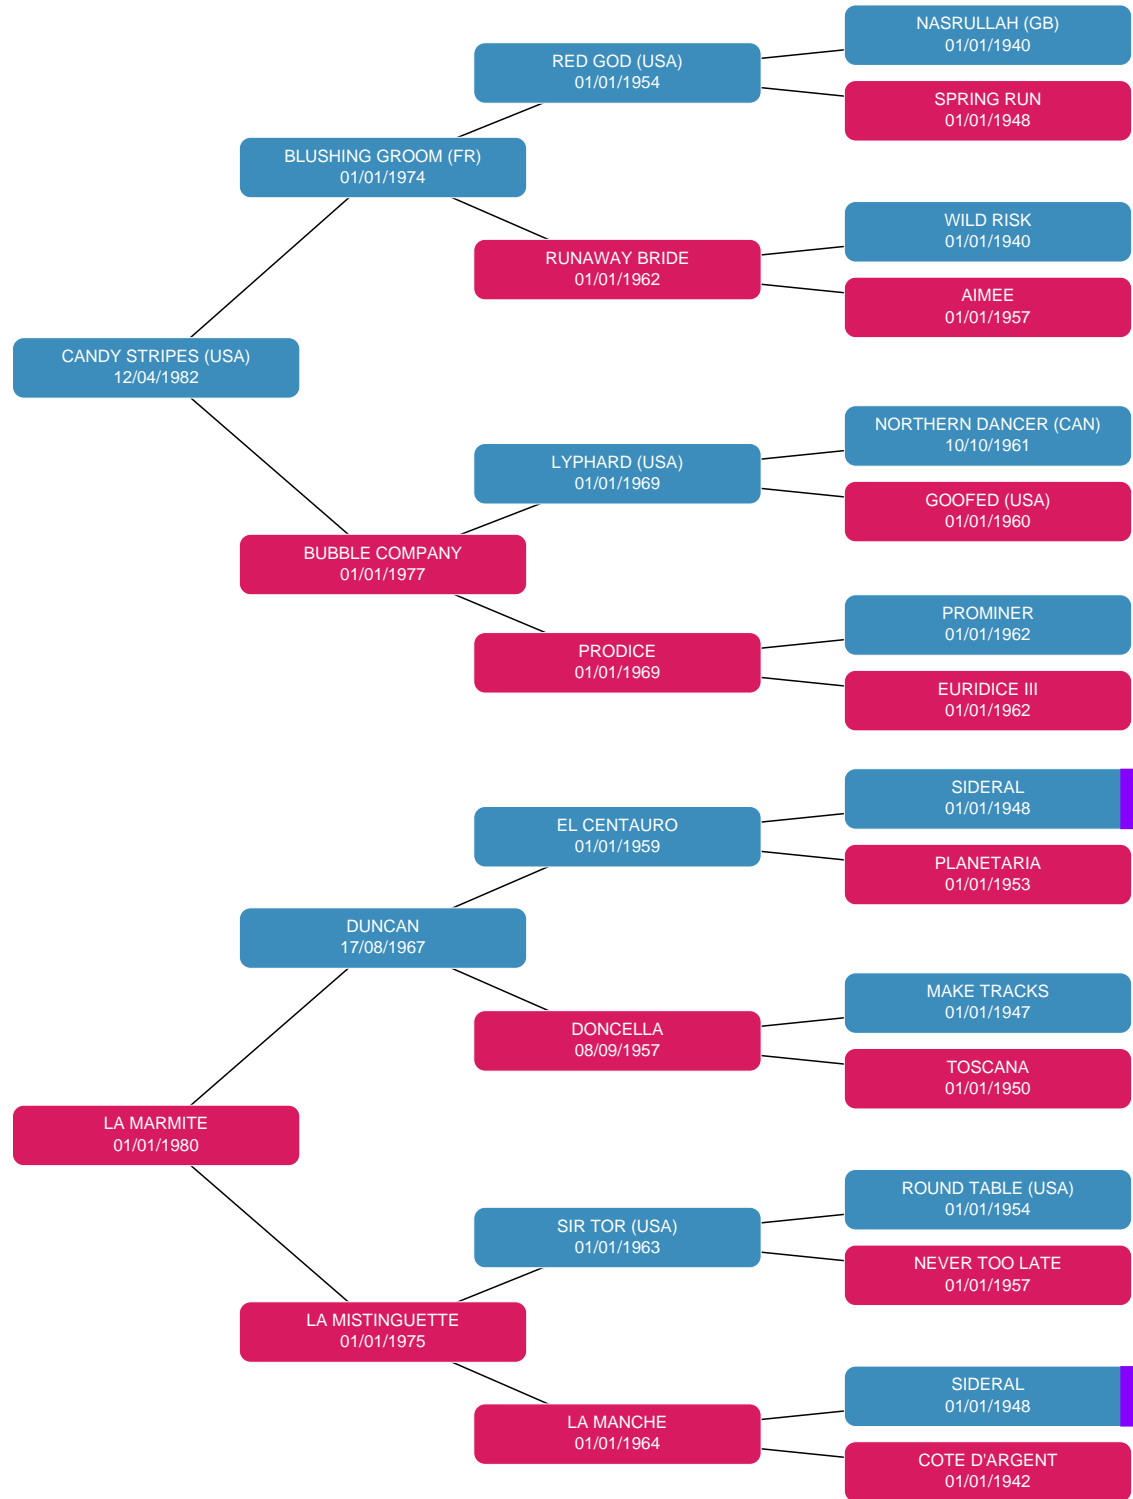 NASRULLAH (GB)
01/01/1940
RED GOD (USA)
01/01/1954
SPRING RUN
01/01/1948
BLUSHING GROOM (FR)
01/01/1974
WILD RISK
01/01/1940
RUNAWAY BRIDE
01/01/1962
AIMEE
01/01/1957
CANDY STRIPES (USA)
12/04/1982
NORTHERN DANCER (CAN)
10/10/1961
LYPHARD (USA)
01/01/1969
GOOFED (USA)
01/01/1960
BUBBLE COMPANY
01/01/1977
PROMINER
01/01/1962
PRODICE
01/01/1969
EURIDICE III
01/01/1962
SIDERAL
01/01/1948
EL CENTAURO
01/01/1959
PLANETARIA
01/01/1953
DUNCAN
17/08/1967
MAKE TRACKS
01/01/1947
DONCELLA
08/09/1957
TOSCANA
01/01/1950
LA MARMITE
01/01/1980
ROUND TABLE (USA)
01/01/1954
SIR TOR (USA)
01/01/1963
NEVER TOO LATE
01/01/1957
LA MISTINGUETTE
01/01/1975
SIDERAL
01/01/1948
LA MANCHE
01/01/1964
COTE D'ARGENT
01/01/1942